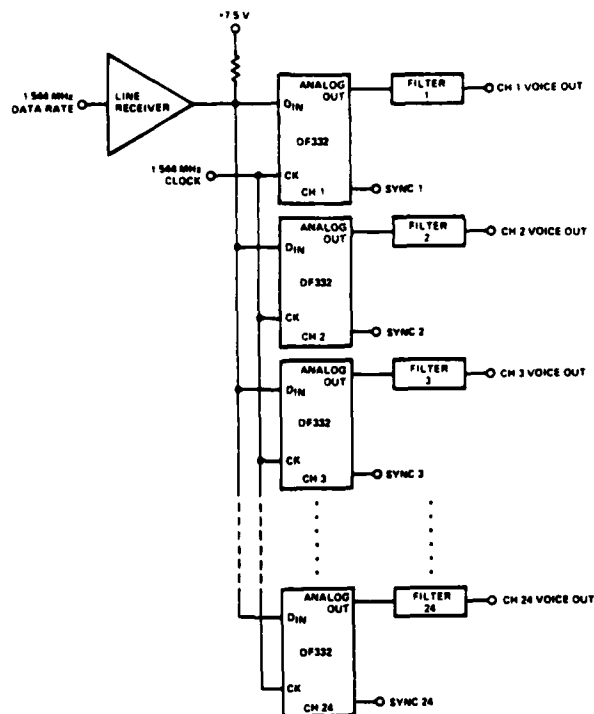 +7.5 V
1 544 MHz
DATA RATE
LINE
RECEIVER
1 544 MHz
CLOCK
ANALOG
OUT
DIN
DF332
CK
CH 1
FILTER
1
CH 1 VOICE OUT
SYNC 1
ANALOG
OUT
DIN
DF332
CK
CH 2
FILTER
2
CH 2 VOICE OUT
SYNC 2
ANALOG
OUT
DIN
DF332
CK
CH 3
FILTER
3
CH 3 VOICE OUT
SYNC 3
ANALOG
OUT
DIN
DF332
CK
CH 24
FILTER
24
CH 24 VOICE OUT
SYNC 24